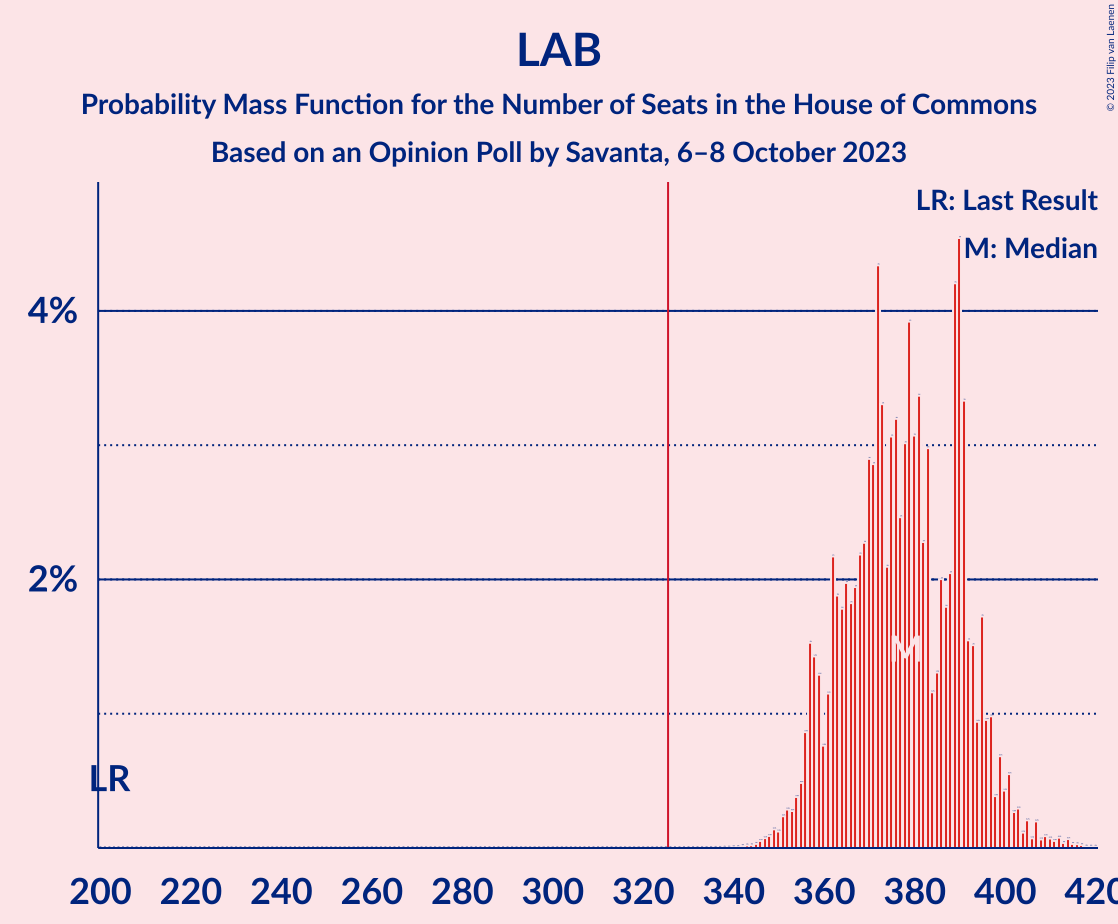 LAB
Probability Mass Function for the Number of Seats in the House of Commons
Based on an Opinion Poll by Savanta, 6–8 October 2023
© 2023 Filip van Laenen
LR: Last Result
M: Median
4%
2%
M
LR
200 220 240 260 280 300 320 340 360 380 400 420